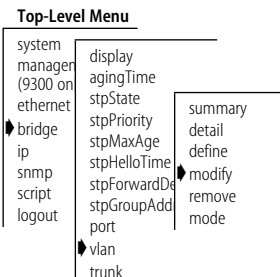 Top-Level Menu
system
managen
(9300 on
ethernet
bridge
ip
snmp
script
logout
display
agingTime
stpState
stpPriority
stpMaxAge
stpHelloTime
stpForwardDe
stpGroupAddr
port
vlan
trunk
summary
detail
define
modify
remove
mode